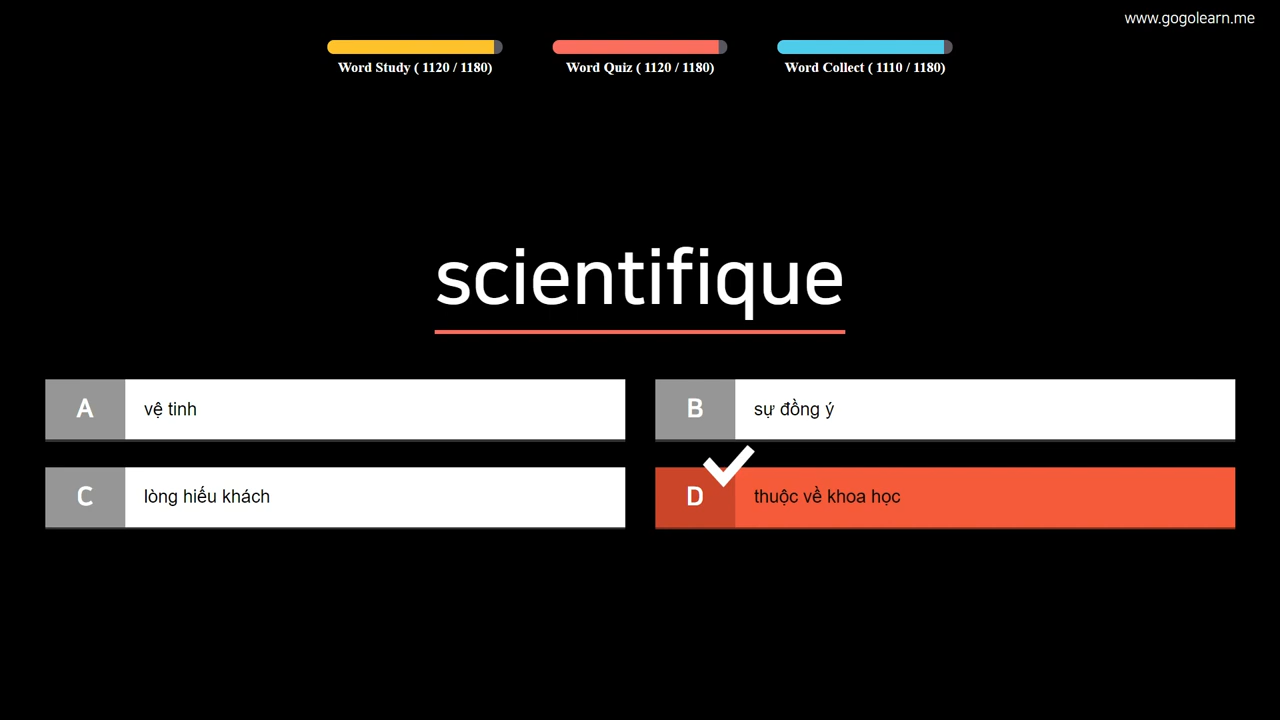 www.gogolearn.me
Word Study ( 1120 / 1180)
Word Quiz ( 1120 / 1180)
Word Collect ( 1110 / 1180)
scientifique
A vệ tinh
B sự đồng ý
C lòng hiếu khách
D thuộc về khoa học